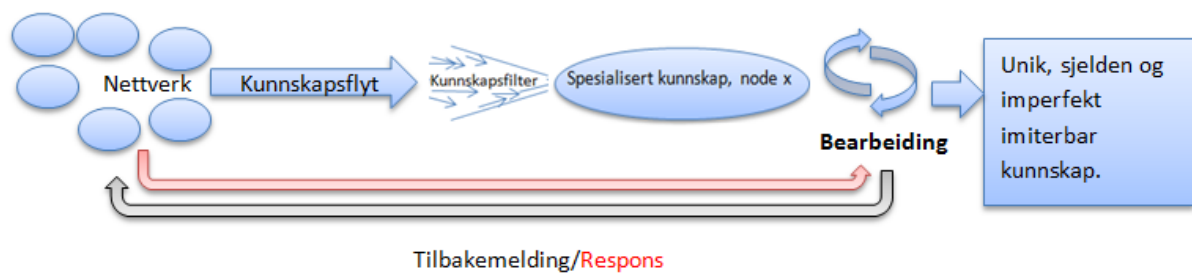 Nettverk
Kunnskapsflyt
Kunnskapsfilter
Spesialisert kunnskap, node x
Bearbeiding
Unik, sjelden og
imperfekt
imiterbar
kunnskap.
Tilbakemelding/Respons